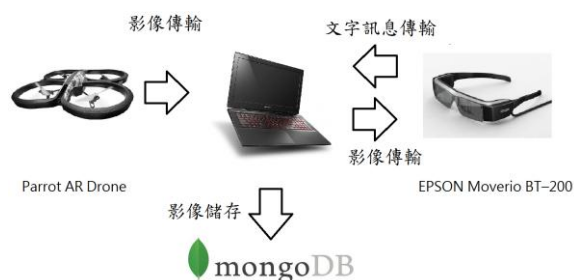 影像傳輸
文字訊息傳輸
影像傳輸
Parrot AR Drone
EPSON Moverio BT–200
影像儲存
mongoDB